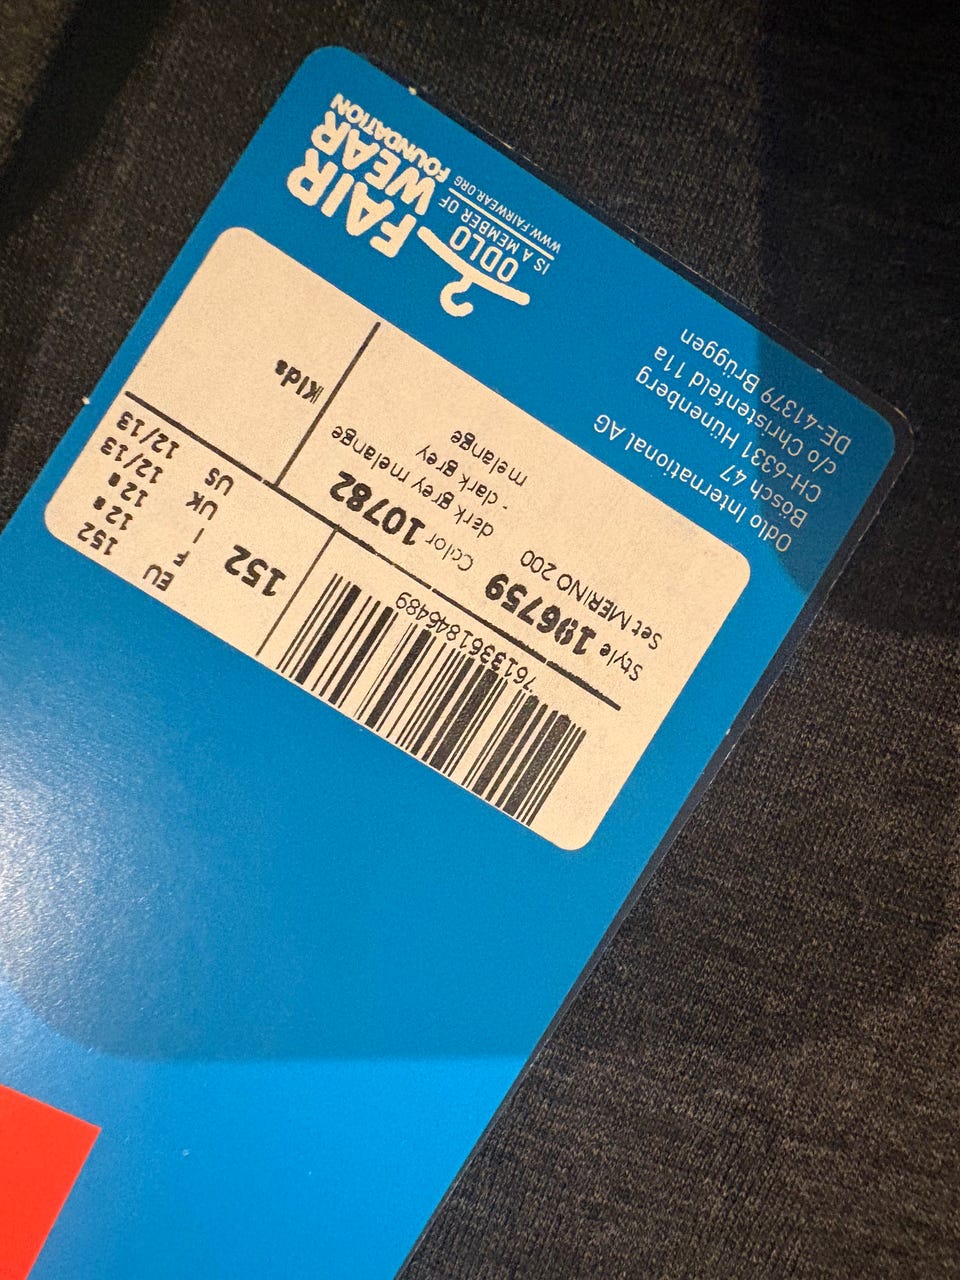 Odlo International AG
Bösch 47
CH-6331 Hünenberg
c/o Christenfeld 11a
DE-41379 Brüggen
Style 196759 Color 10782
Set MERINO 200 dark grey melange
- dark grey
melange
Kids
7613361846489
152
EU 152
F 12a
I 12a
UK 12/13
US 12/13
FAIR
WEAR
FOUNDATION
ODLO
IS A MEMBER OF
WWW.FAIRWEAR.ORG